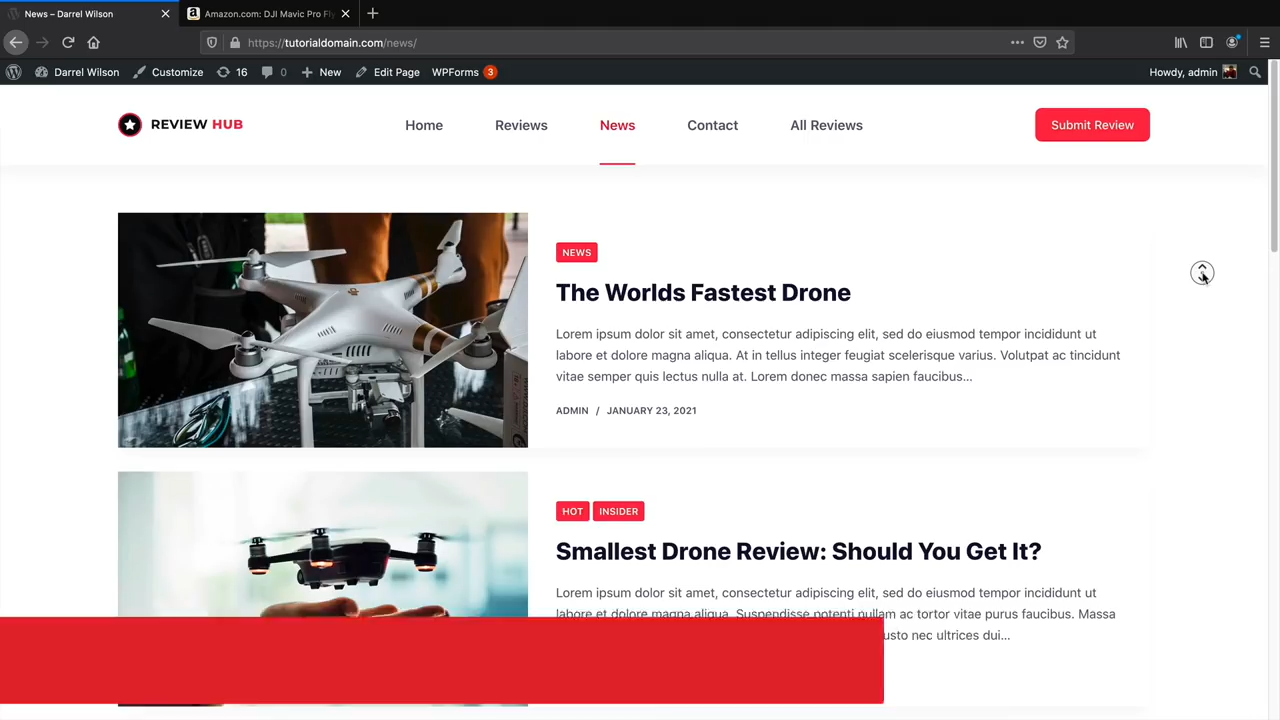 News – Darrel Wilson
Amazon.com: DJI Mavic Pro Fly
https://tutorialdomain.com/news/
Darrel Wilson
Customize
16
0
New
Edit Page
WPForms 3
Howdy, admin
REVIEW HUB
Home
Reviews
News
Contact
All Reviews
Submit Review
NEWS
The Worlds Fastest Drone
Lorem ipsum dolor sit amet, consectetur adipiscing elit, sed do eiusmod tempor incididunt ut
labore et dolore magna aliqua. At in tellus integer feugiat scelerisque varius. Volutpat ac tincidunt
vitae semper quis lectus nulla at. Lorem donec massa sapien faucibus...
ADMIN / JANUARY 23, 2021
HOT INSIDER
Smallest Drone Review: Should You Get It?
Lorem ipsum dolor sit amet, consectetur adipiscing elit, sed do eiusmod tempor incididunt ut
labore et dolore magna aliqua. Suspendisse potenti nullam ac tortor vitae purus faucibus. Massa
usto nec ultrices dui...